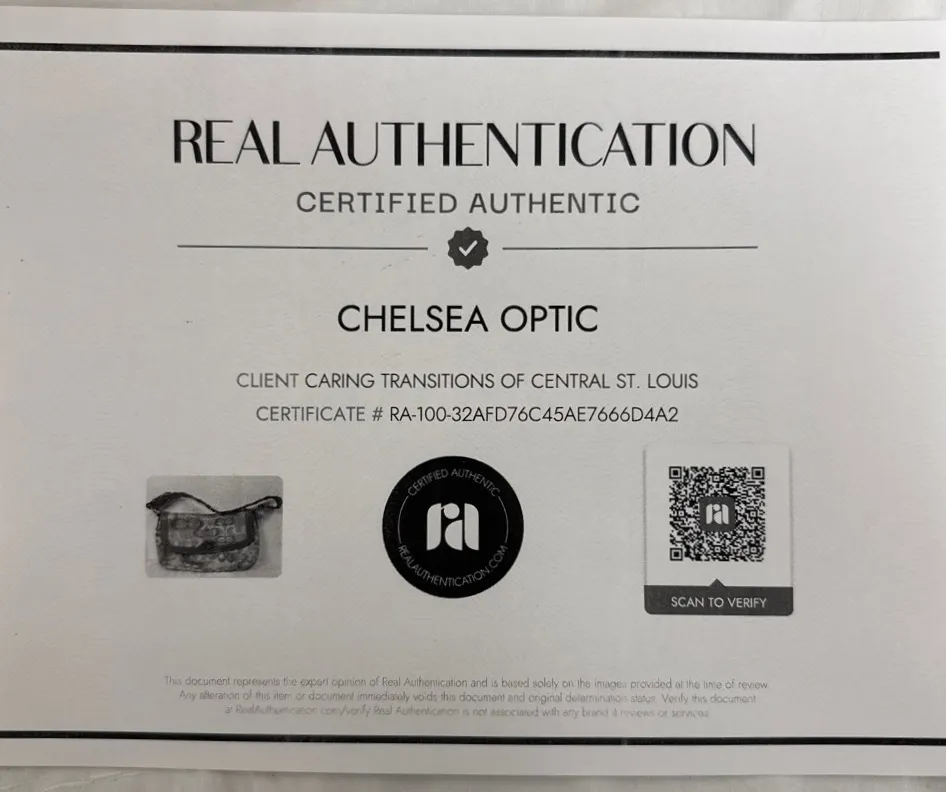 REAL AUTHENTICATION
CERTIFIED AUTHENTIC
CHELSEA OPTIC
CLIENT CARING TRANSITIONS OF CENTRAL ST. LOUIS
CERTIFICATE # RA-100-32AFD76C45AE7666D4A2
CERTIFIED AUTHENTIC
ra
REALAUTHENTICATION.COM
ra
SCAN TO VERIFY
This document represents the expert opinion of Real Authentication and is based solely on the images provided at the time of review.
Any alteration of this item or document immediately voids this document and original determination status. Verify this document
at RealAuthentication.com/verify Real Authentication is not associated with any brand it reviews or services.